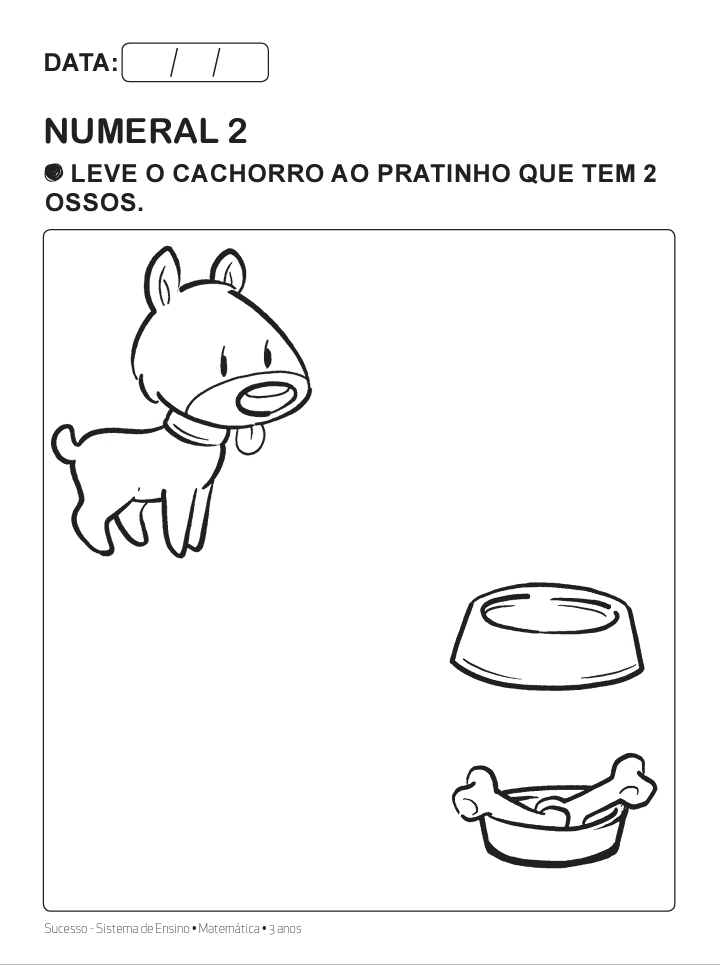 DATA: / /
NUMERAL 2
LEVE O CACHORRO AO PRATINHO QUE TEM 2
OSSOS.
Sucesso - Sistema de Ensino • Matemática • 3 anos